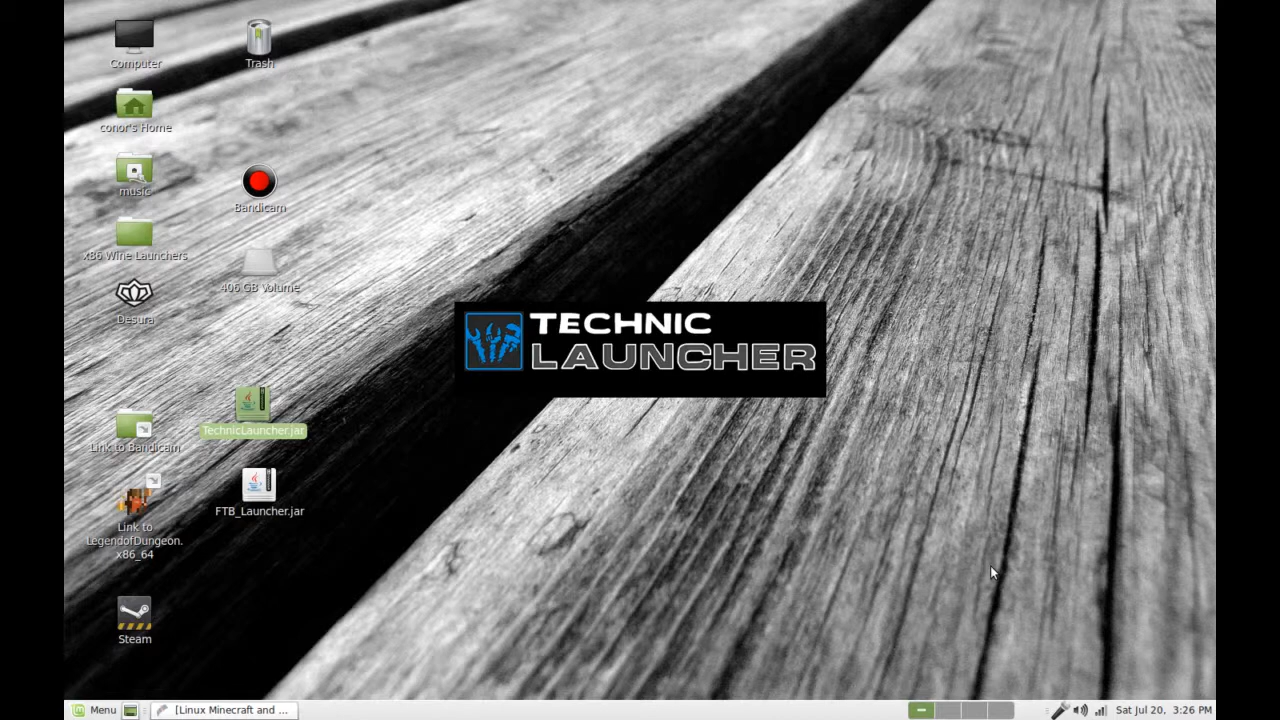 Computer
Trash
conor's Home
music
Bandicam
x86 Wine Launchers
406 GB Volume
Desura
TECHNIC
LAUNCHER
TechnicLauncher.jar
Link to Bandicam
FTB_Launcher.jar
Link to
LegendofDungeon.
x86_64
Steam
Menu
[Linux Minecraft and ...
Sat Jul 20, 3:26 PM